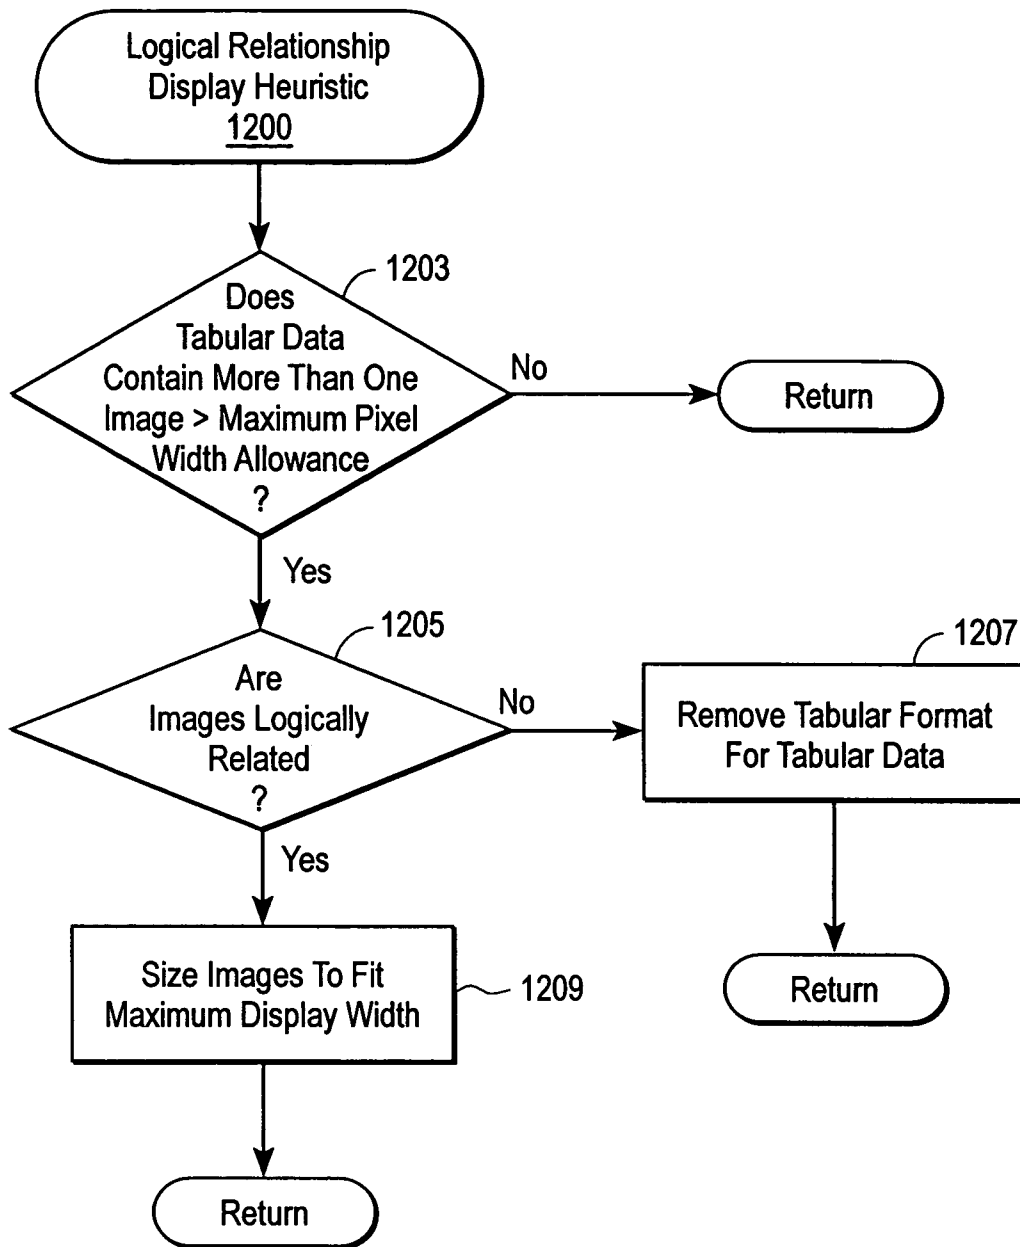 Logical Relationship
Display Heuristic
1200
1203
Does
Tabular Data
Contain More Than One
Image > Maximum Pixel
Width Allowance
?
No
Return
Yes
1205
Are
Images Logically
Related
?
No
1207
Remove Tabular Format
For Tabular Data
Yes
Size Images To Fit
Maximum Display Width
1209
Return
Return